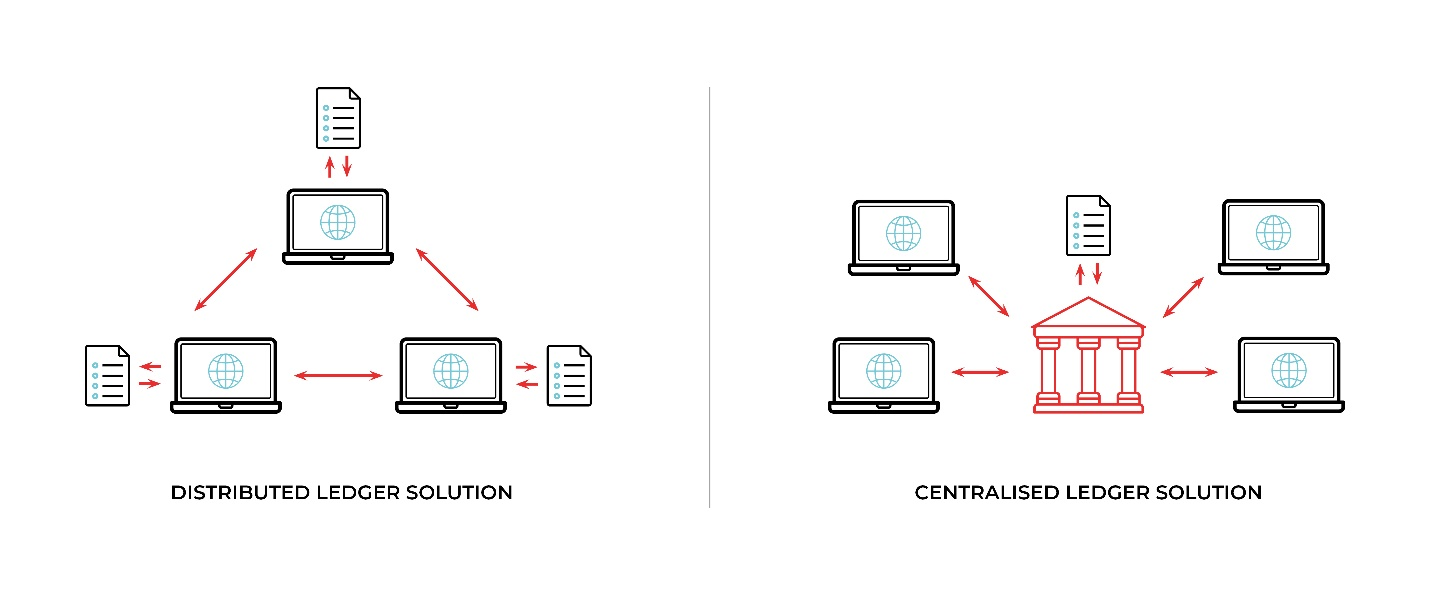 DISTRIBUTED LEDGER SOLUTION
CENTRALISED LEDGER SOLUTION